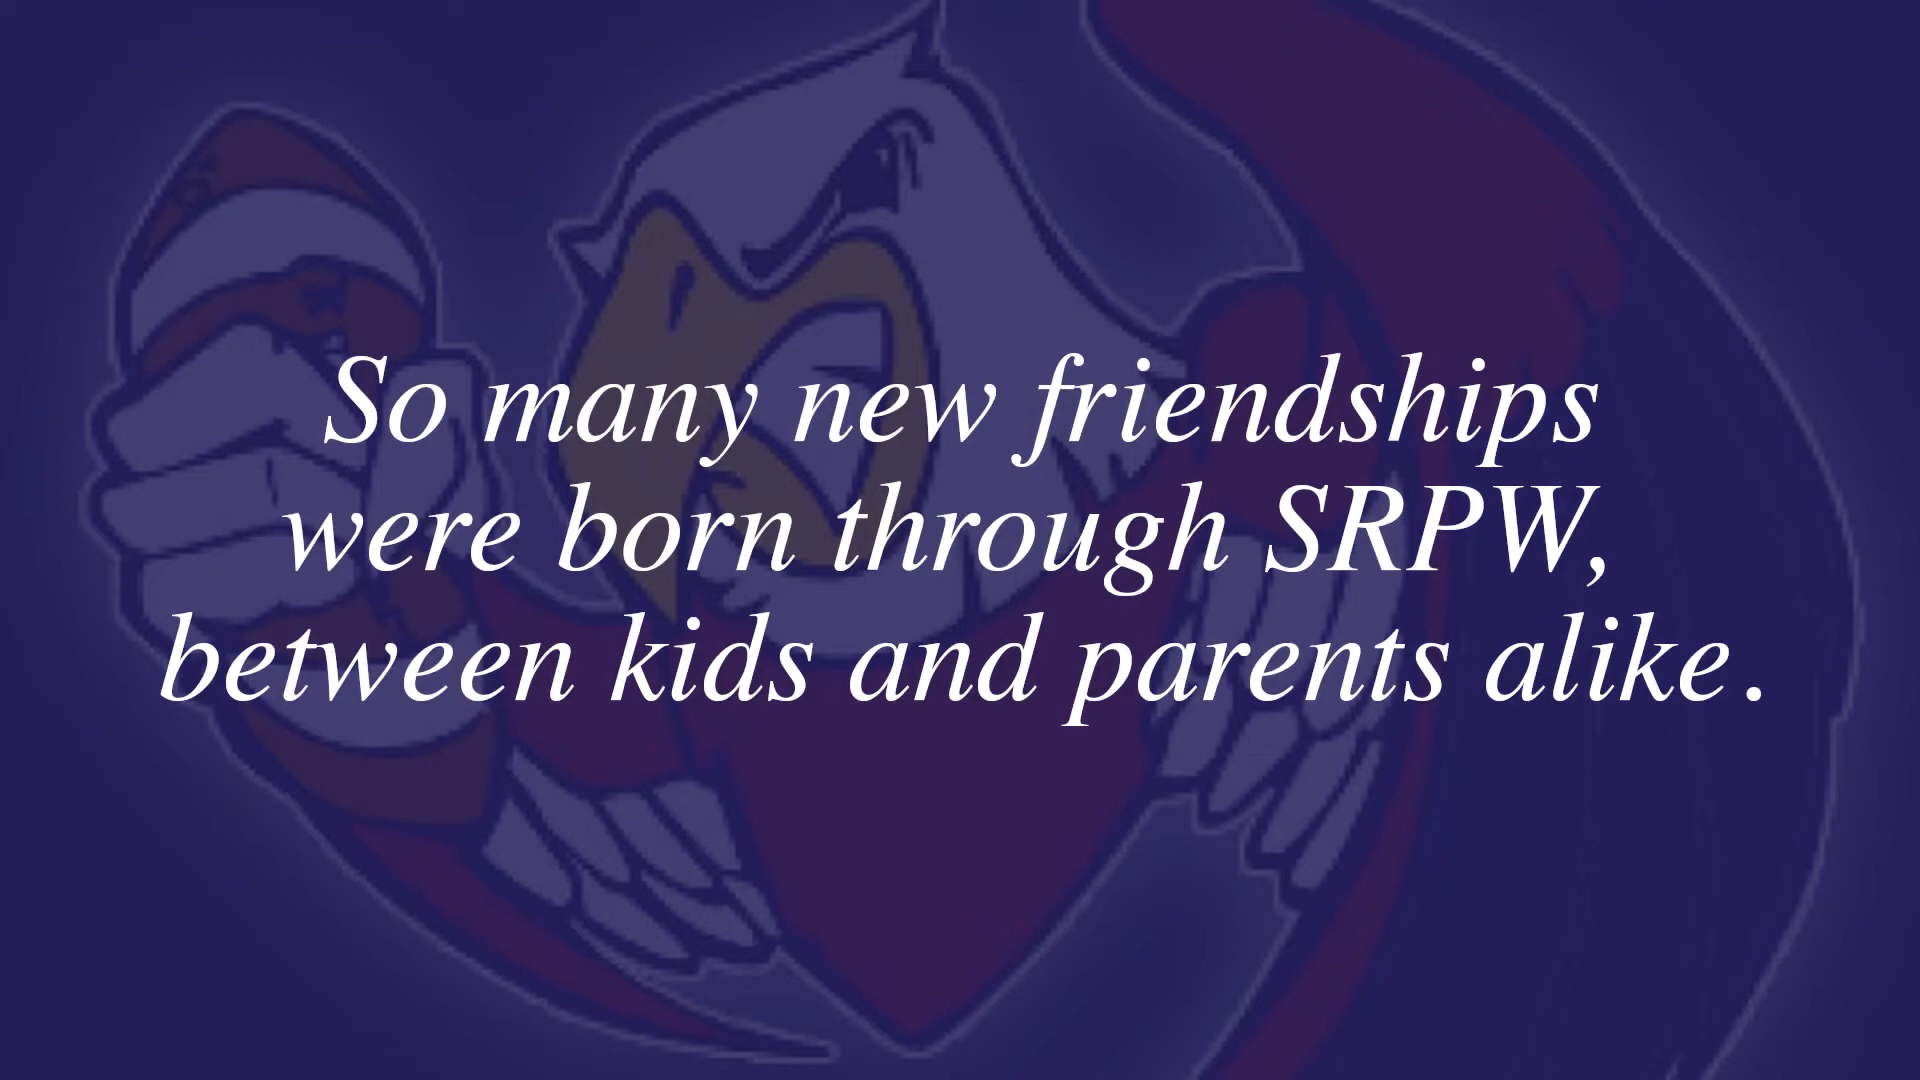 So many new friendships
were born through SRPW,
between kids and parents alike.